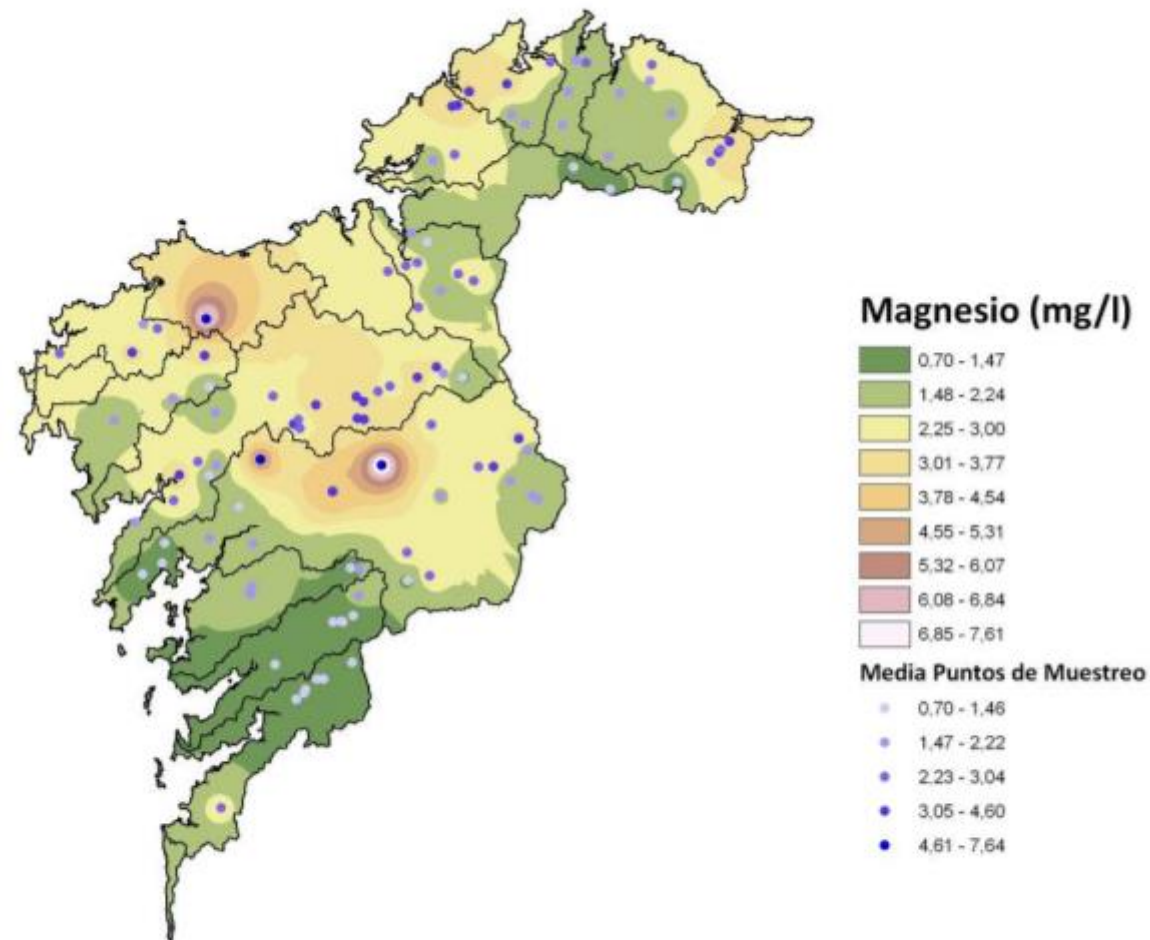 Magnesio (mg/l)
0,70 - 1,47
1,48 - 2,24
2,25 - 3,00
3,01 - 3,77
3,78 - 4,54
4,55 - 5,31
5,32 - 6,07
6,08 - 6,84
6,85 - 7,61
Media Puntos de Muestreo
0,70 - 1,46
1,47 - 2,22
2,23 - 3,04
3,05 - 4,60
4,61 - 7,64